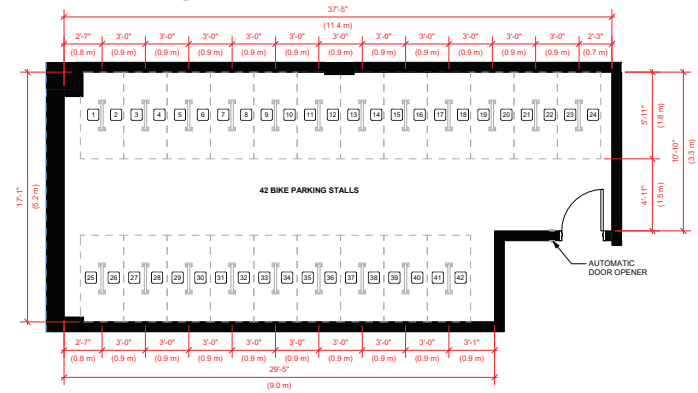 37'-5"
(11.4 m)
2'-7" 3'-0" 3'-0" 3'-0" 3'-0" 3'-0" 3'-0" 3'-0" 3'-0" 3'-0" 3'-0" 3'-0" 2'-3"
(0.8 m) (0.9 m) (0.9 m) (0.9 m) (0.9 m) (0.9 m) (0.9 m) (0.9 m) (0.9 m) (0.9 m) (0.9 m) (0.9 m) (0.7 m)
1 2 3 4 5 6 7 8 9 10 11 12 13 14 15 16 17 18 19 20 21 22 23 24
5'-11"
(1.8 m)
10'-10"
(3.3 m)
4'-11"
(1.5 m)
17'-1"
(5.2 m)
42 BIKE PARKING STALLS
AUTOMATIC
DOOR OPENER
25 26 27 28 29 30 31 32 33 34 35 36 37 38 39 40 41 42
2'-7" 3'-0" 3'-0" 3'-0" 3'-0" 3'-0" 3'-0" 3'-0" 3'-0" 3'-1"
(0.8 m) (0.9 m) (0.9 m) (0.9 m) (0.9 m) (0.9 m) (0.9 m) (0.9 m) (0.9 m) (0.9 m)
29'-5"
(9.0 m)